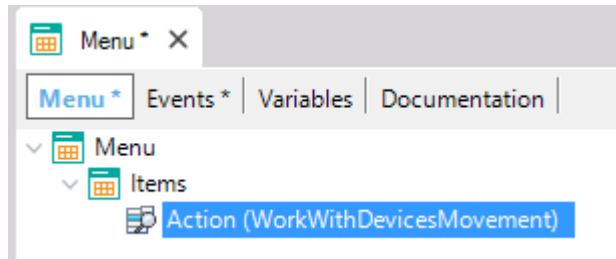 Menu *
Menu * Events * Variables Documentation
Menu
Items
Action (WorkWithDevicesMovement)